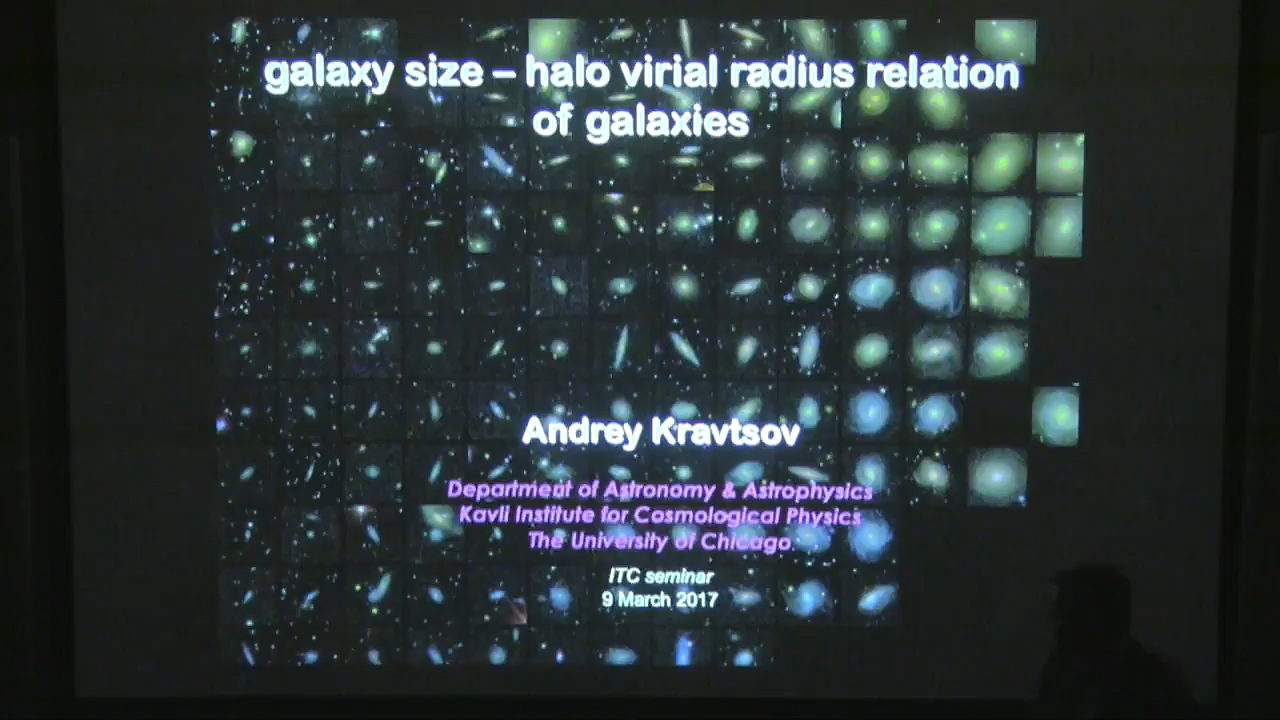 galaxy size – halo virial radius relation
of galaxies
Andrey Kravtsov
Department of Astronomy & Astrophysics
Kavli Institute for Cosmological Physics
The University of Chicago
ITC seminar
9 March 2017